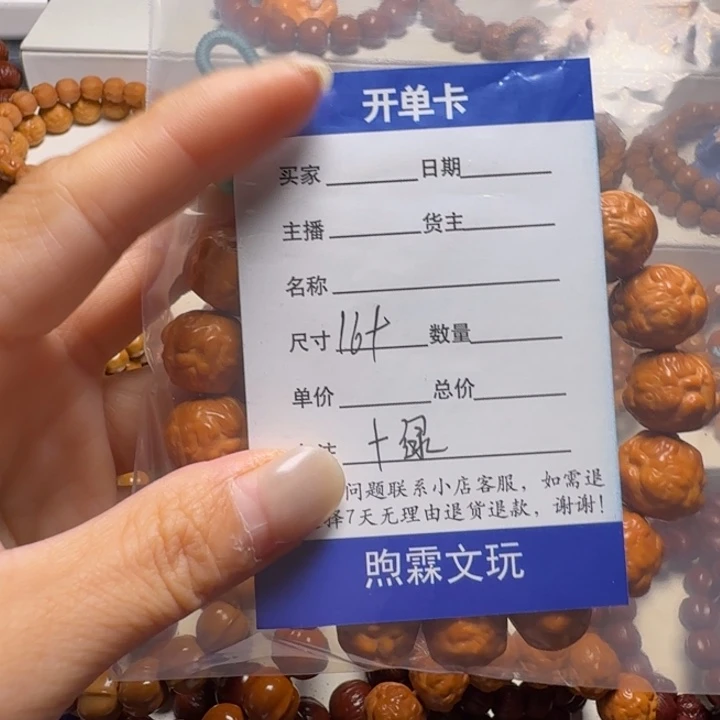 开单卡
买家 日期
主播 货主
名称
尺寸 16+ 数量
单价 总价
+绿
问题联系小店客服，如需退
择7天无理由退货退款，谢谢！
煦霖文玩